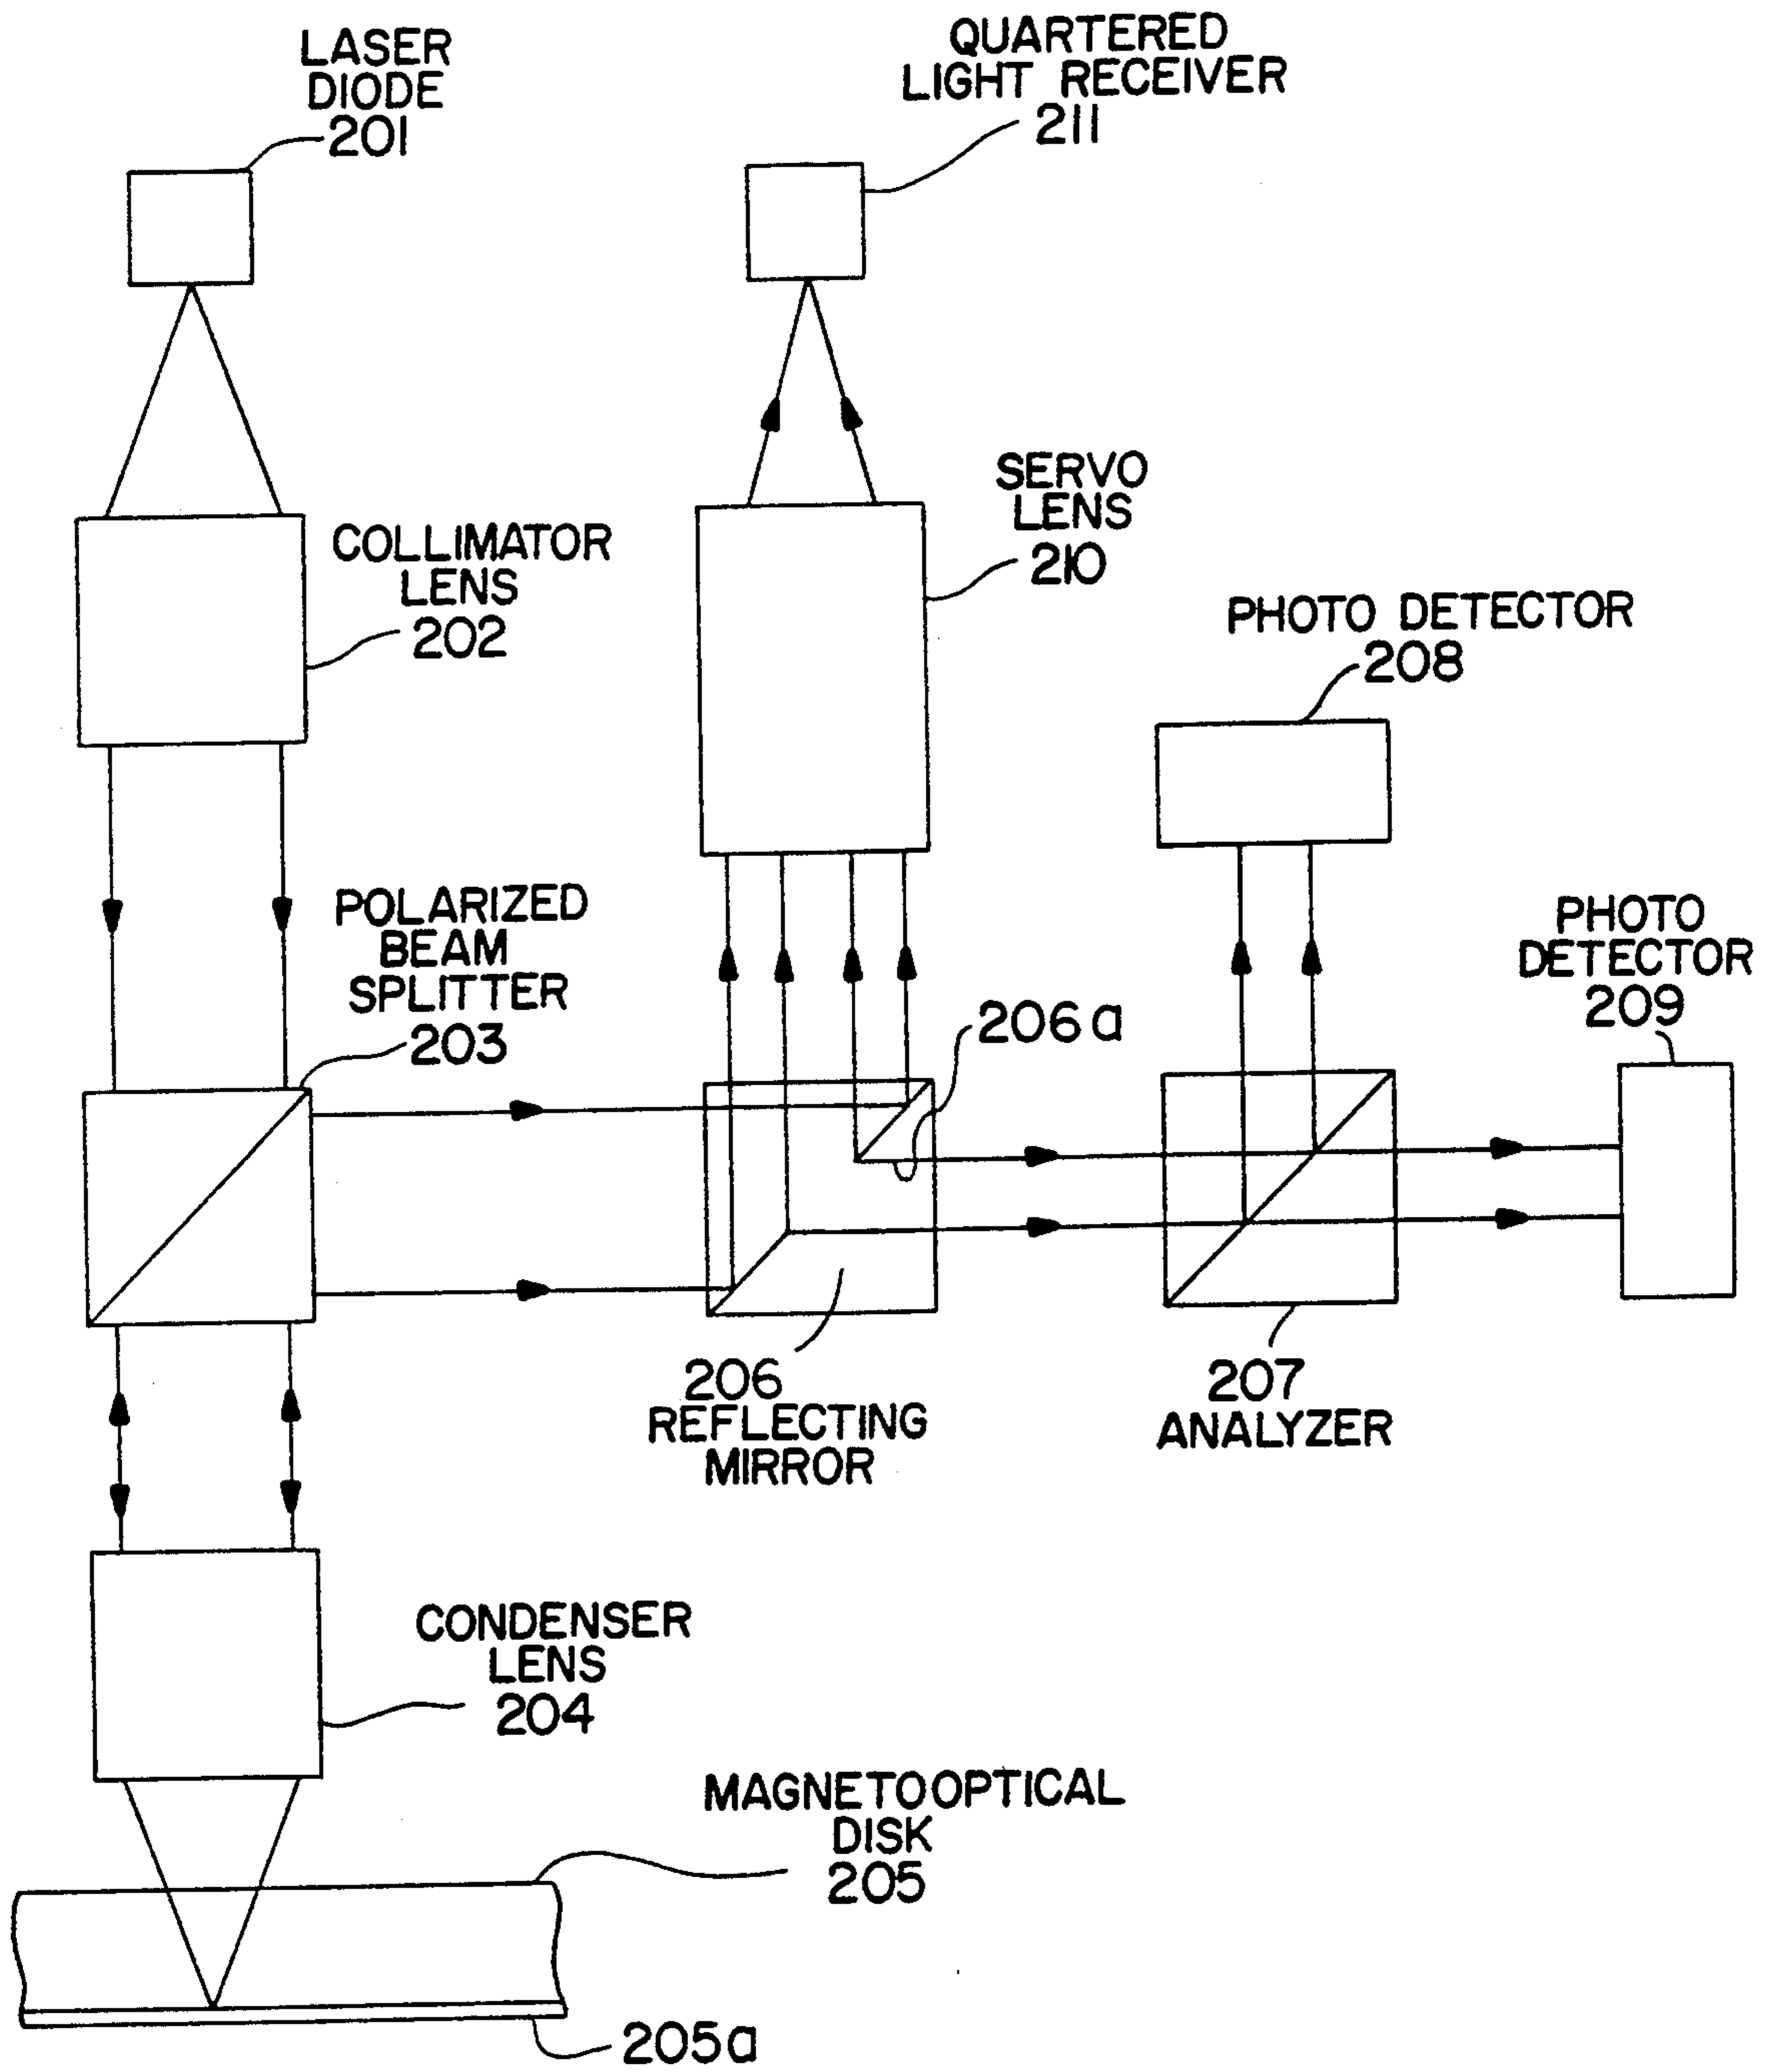 LASER
DIODE
201
QUARTERED
LIGHT RECEIVER
211
COLLIMATOR
LENS
202
SERVO
LENS
210
PHOTO DETECTOR
208
POLARIZED
BEAM
SPLITTER
203
PHOTO
DETECTOR
209
206a
206
REFLECTING
MIRROR
207
ANALYZER
CONDENSER
LENS
204
MAGNETOOPTICAL
DISK
205
205a